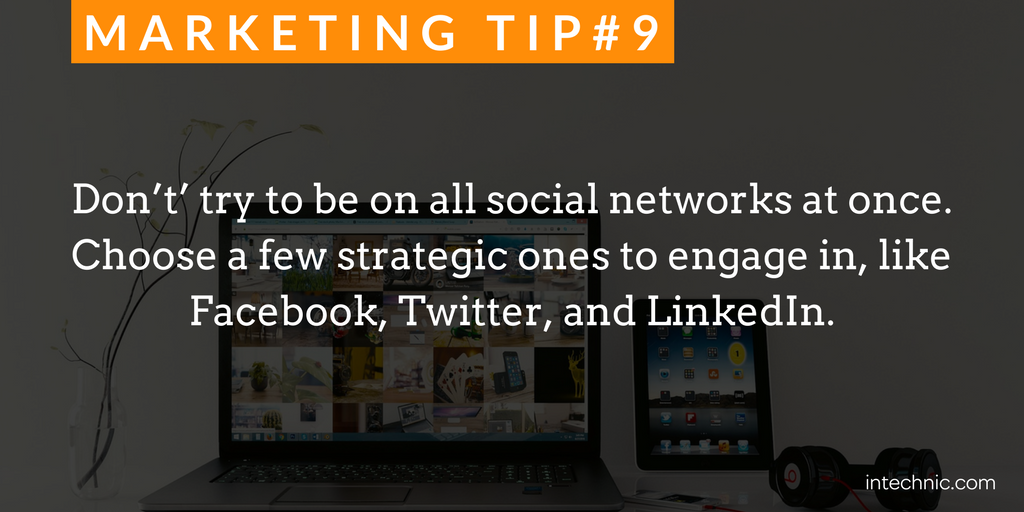 MARKETING TIP#9
Don’t’ try to be on all social networks at once.
Choose a few strategic ones to engage in, like
Facebook, Twitter, and LinkedIn.
intechnic.com